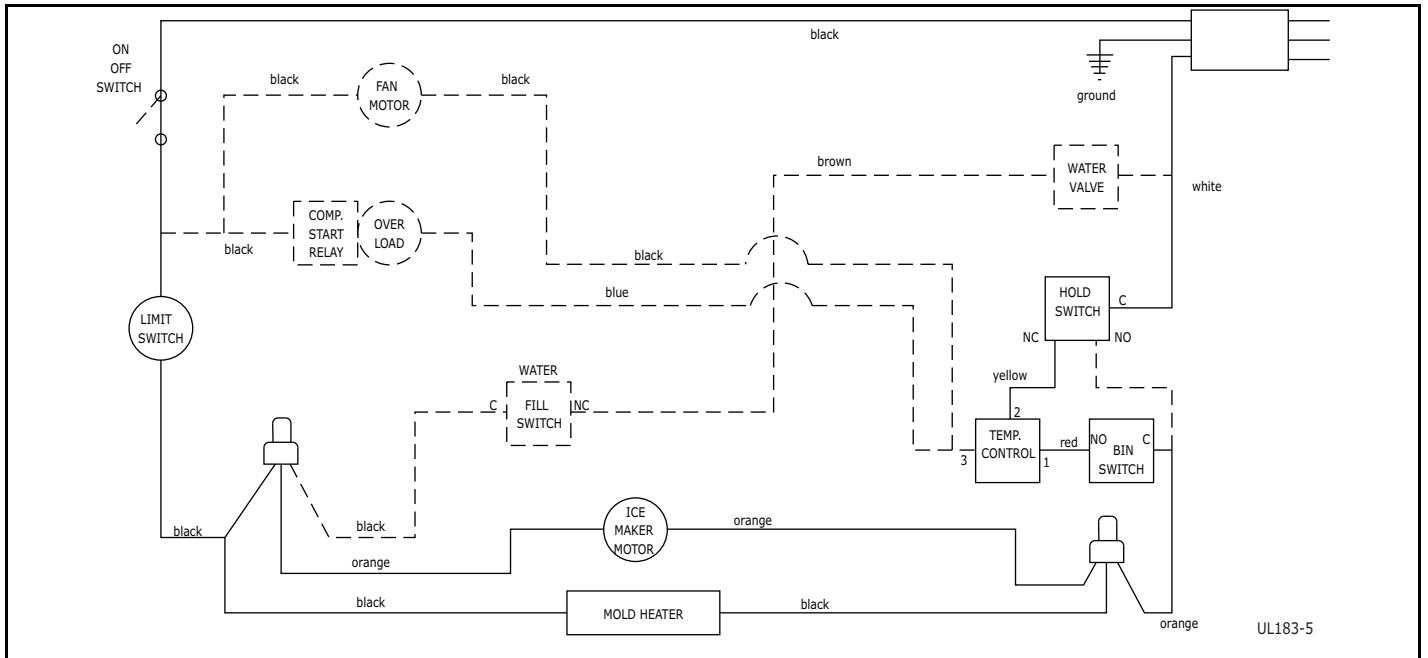 black
ON
OFF
SWITCH
ground
black
FAN
MOTOR
black
brown
WATER
VALVE
white
COMP.
START
RELAY
OVER
LOAD
black
black
blue
HOLD
SWITCH
C
NC
NO
LIMIT
SWITCH
WATER
C
FILL
SWITCH
NC
yellow
2
TEMP.
CONTROL
3
1
red
NO
C
BIN
SWITCH
black
black
orange
ICE
MAKER
MOTOR
orange
black
MOLD HEATER
black
orange
UL183-5